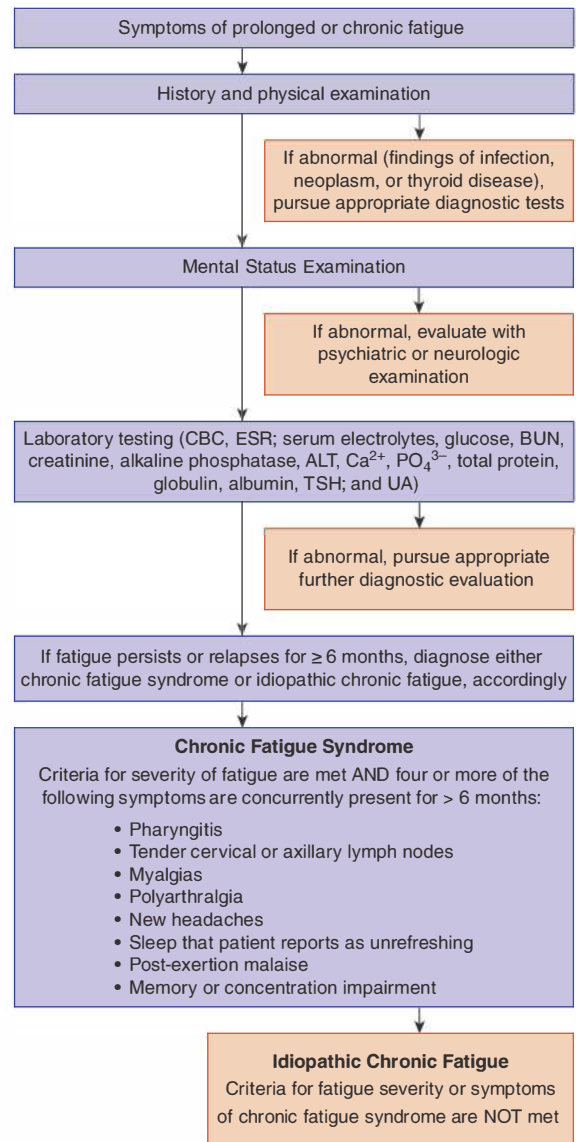 Symptoms of prolonged or chronic fatigue
History and physical examination
If abnormal (findings of infection,
neoplasm, or thyroid disease),
pursue appropriate diagnostic tests
Mental Status Examination
If abnormal, evaluate with
psychiatric or neurologic
examination
Laboratory testing (CBC, ESR; serum electrolytes, glucose, BUN,
creatinine, alkaline phosphatase, ALT, Ca²⁺, PO₄³⁻, total protein,
globulin, albumin, TSH; and UA)
If abnormal, pursue appropriate
further diagnostic evaluation
If fatigue persists or relapses for ≥ 6 months, diagnose either
chronic fatigue syndrome or idiopathic chronic fatigue, accordingly
Chronic Fatigue Syndrome
Criteria for severity of fatigue are met AND four or more of the
following symptoms are concurrently present for > 6 months:
• Pharyngitis
• Tender cervical or axillary lymph nodes
• Myalgias
• Polyarthralgia
• New headaches
• Sleep that patient reports as unrefreshing
• Post-exertion malaise
• Memory or concentration impairment
Idiopathic Chronic Fatigue
Criteria for fatigue severity or symptoms
of chronic fatigue syndrome are NOT met